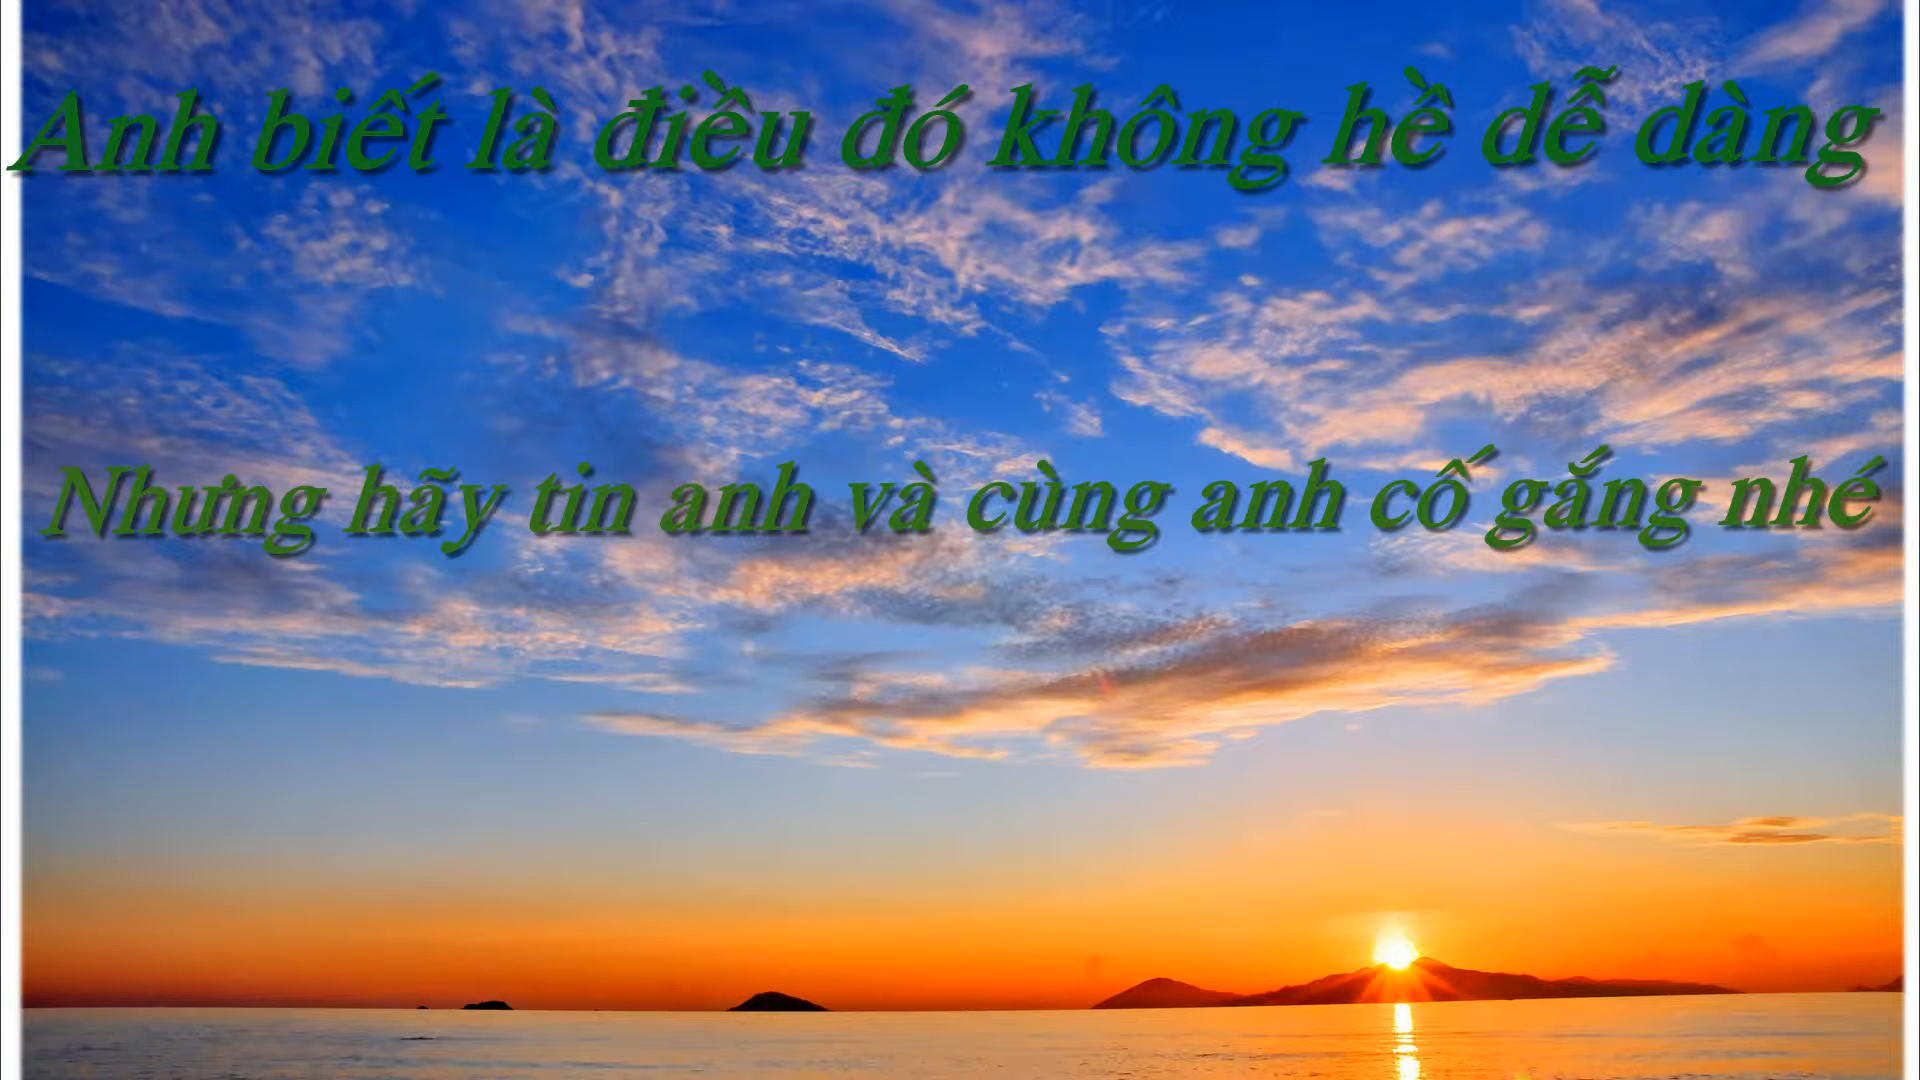 Anh biết là điều đó không hề dễ dàng
Nhưng hãy tin anh và cùng anh cố gắng nhé